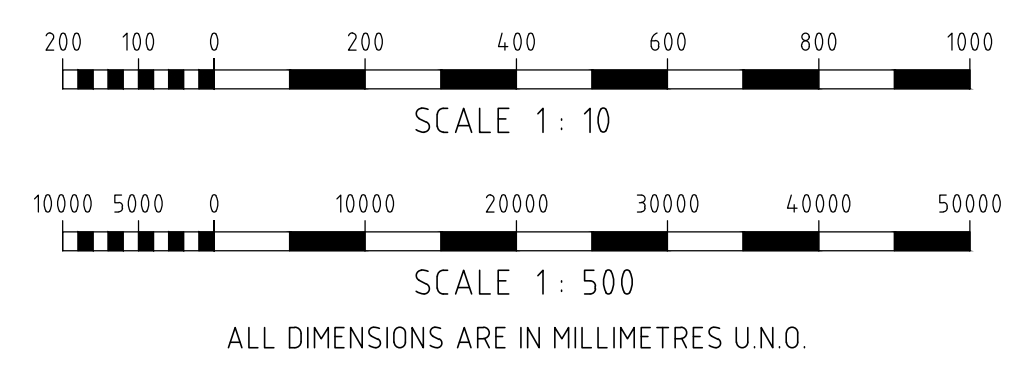 200 100 0 200 400 600 800 1000
SCALE 1 : 10
10000 5000 0 10000 20000 30000 40000 50000
SCALE 1 : 500
ALL DIMENSIONS ARE IN MILLIMETRES U.N.O.